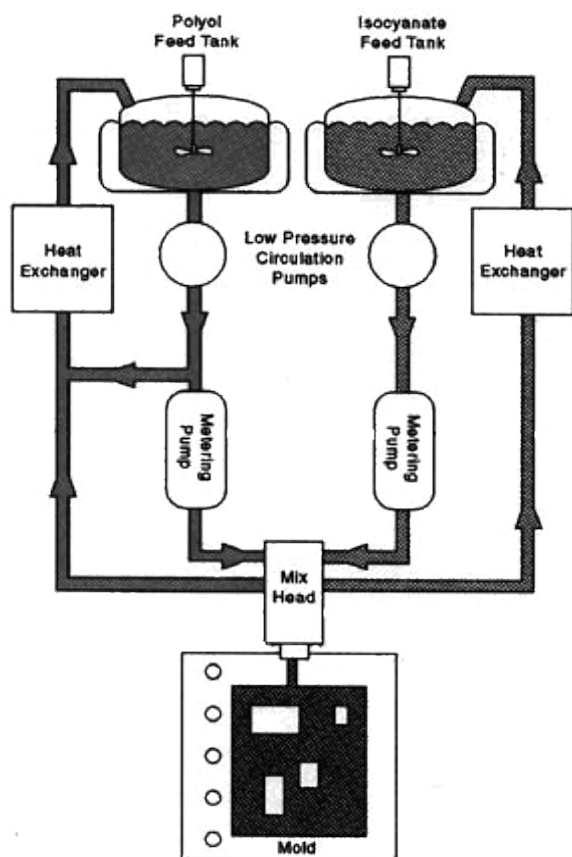 Polyol
Feed Tank
Isocyanate
Feed Tank
Heat
Exchanger
Low Pressure
Circulation
Pumps
Heat
Exchanger
Metering
Pump
Metering
Pump
Mix
Head
Mold